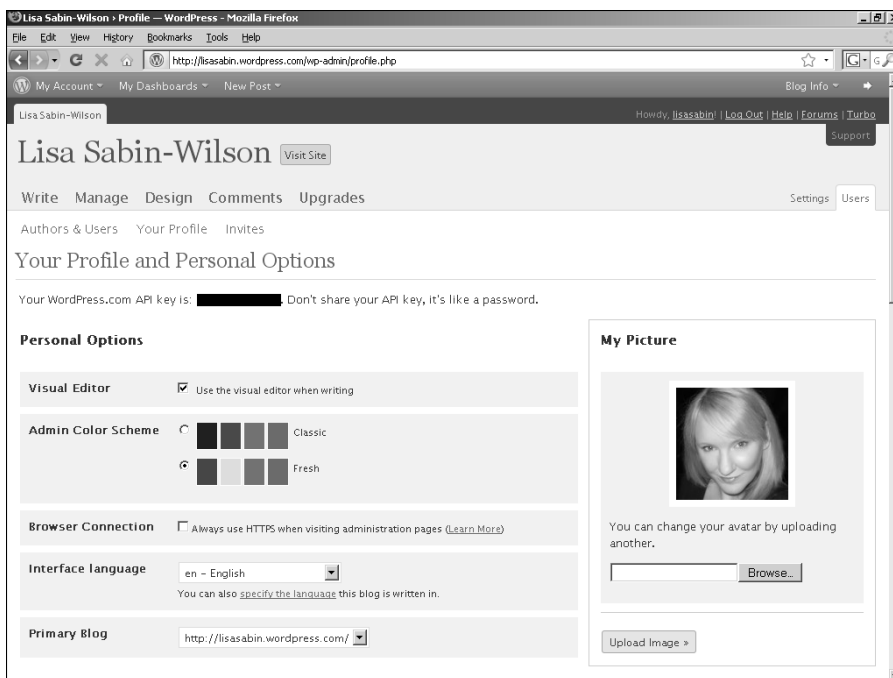 Lisa Sabin-Wilson › Profile — WordPress - Mozilla Firefox
File Edit View History Bookmarks Tools Help
http://lisasabin.wordpress.com/wp-admin/profile.php
My Account My Dashboards New Post Blog Info
Lisa Sabin-Wilson Howdy, lisasabin! | Log Out | Help | Forums | Turbo
Support
Lisa Sabin-Wilson Visit Site
Write Manage Design Comments Upgrades Settings Users
Authors & Users Your Profile Invites
Your Profile and Personal Options
Your WordPress.com API key is: . Don't share your API key, it's like a password.
Personal Options
Visual Editor Use the visual editor when writing
Admin Color Scheme Classic
Fresh
Browser Connection Always use HTTPS when visiting administration pages (Learn More)
Interface language en - English
You can also specify the language this blog is written in.
Primary Blog http://lisasabin.wordpress.com/
My Picture
You can change your avatar by uploading
another.
Browse...
Upload Image »